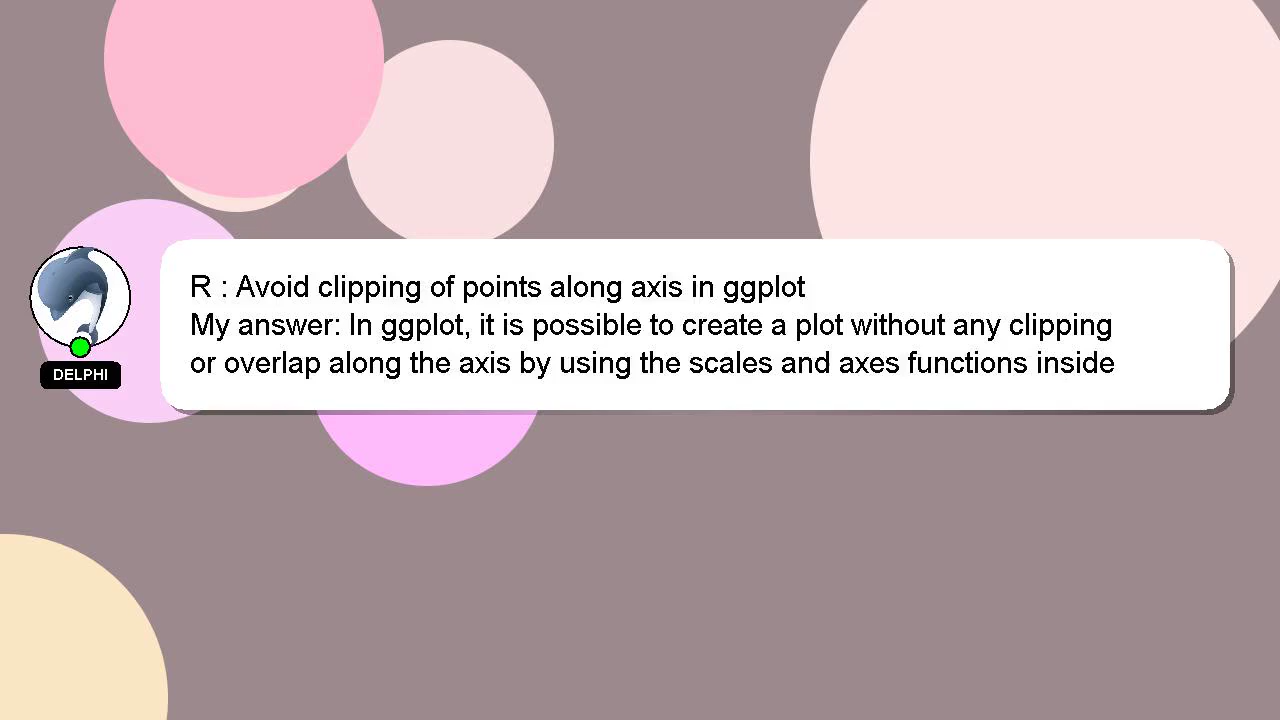 R : Avoid clipping of points along axis in ggplot
My answer: In ggplot, it is possible to create a plot without any clipping
or overlap along the axis by using the scales and axes functions inside
DELPHI